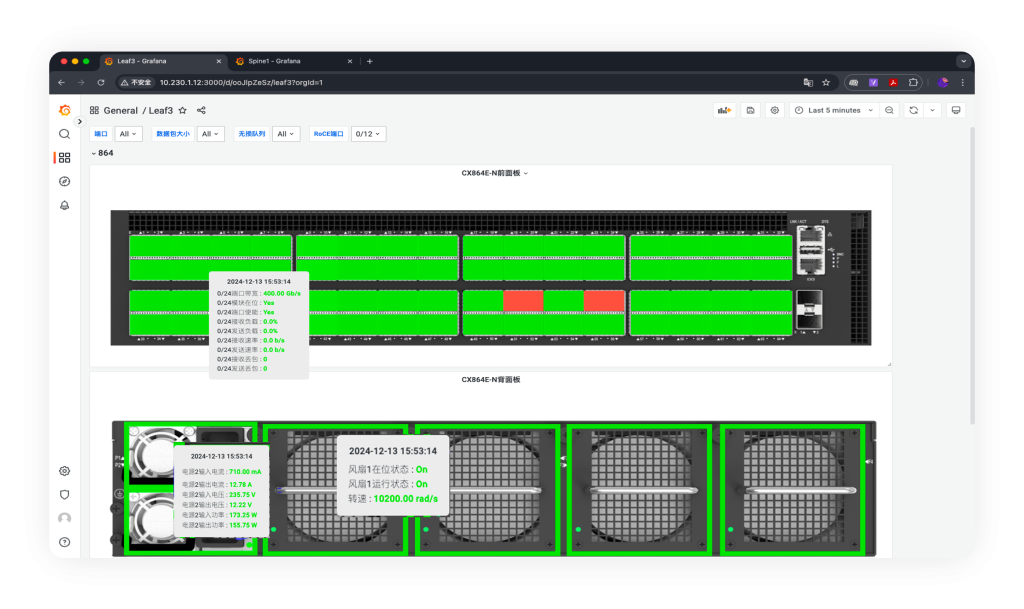 Leaf3 - Grafana
Spine1 - Grafana
不安全 10.230.1.12:3000/d/ooJlpZeSz/leaf3?orgId=1
General / Leaf3
Last 5 minutes
端口 All 数据包大小 All 无损队列 All RoCE端口 0/12
864
CX864E-N前面板
2024-12-13 15:53:14
0/24端口带宽 : 400.00 Gb/s
0/24模块在位 : Yes
0/24端口使能 : Yes
0/24接收负载 : 0.0%
0/24发送负载 : 0.0%
0/24接收速率 : 0.0 b/s
0/24发送速率 : 0.0 b/s
0/24接收丢包 : 0
0/24发送丢包 : 0
CX864E-N背面板
2024-12-13 15:53:14
电源2输入电流 : 710.00 mA
电源2输出电流 : 12.78 A
电源2输入电压 : 235.75 V
电源2输出电压 : 12.22 V
电源2输入功率 : 173.25 W
电源2输出功率 : 155.75 W
2024-12-13 15:53:14
风扇1在位状态 : On
风扇1运行状态 : On
转速 : 10200.00 rad/s